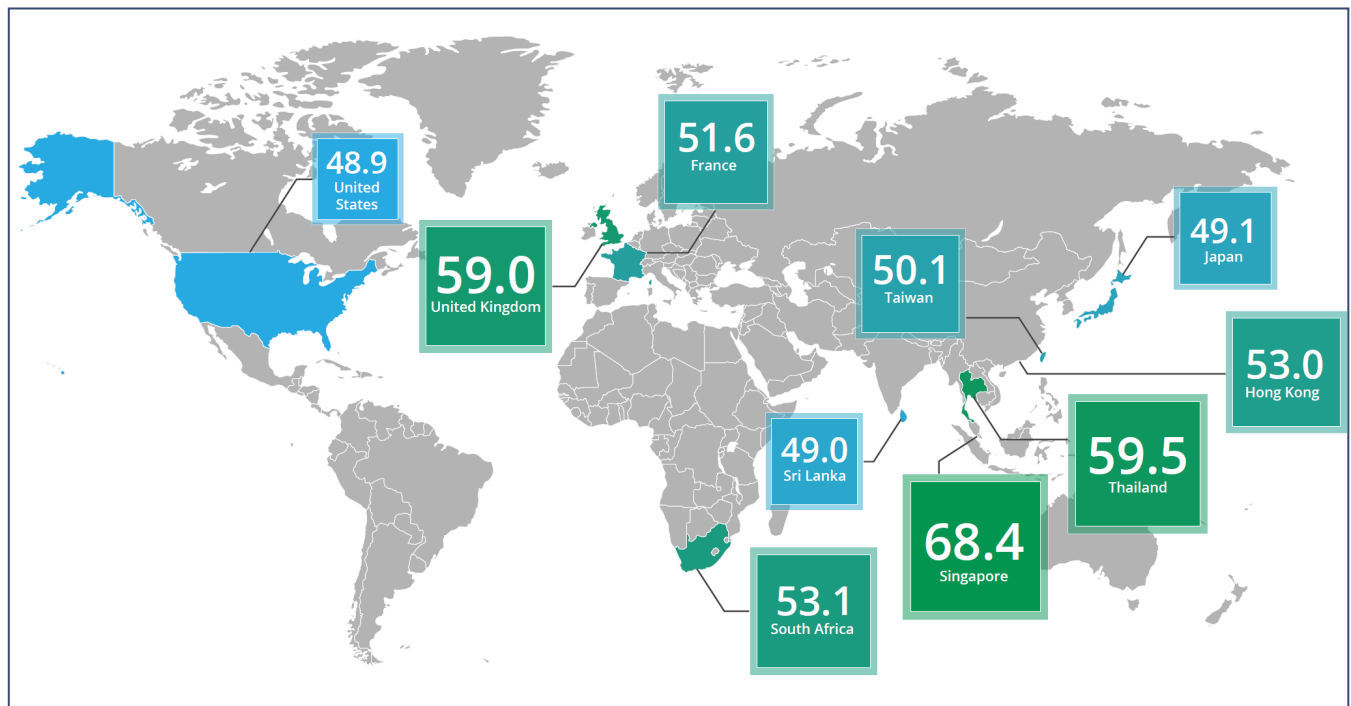 51.6
France
48.9
United
States
49.1
Japan
59.0
United Kingdom
50.1
Taiwan
53.0
Hong Kong
49.0
Sri Lanka
59.5
Thailand
68.4
Singapore
53.1
South Africa